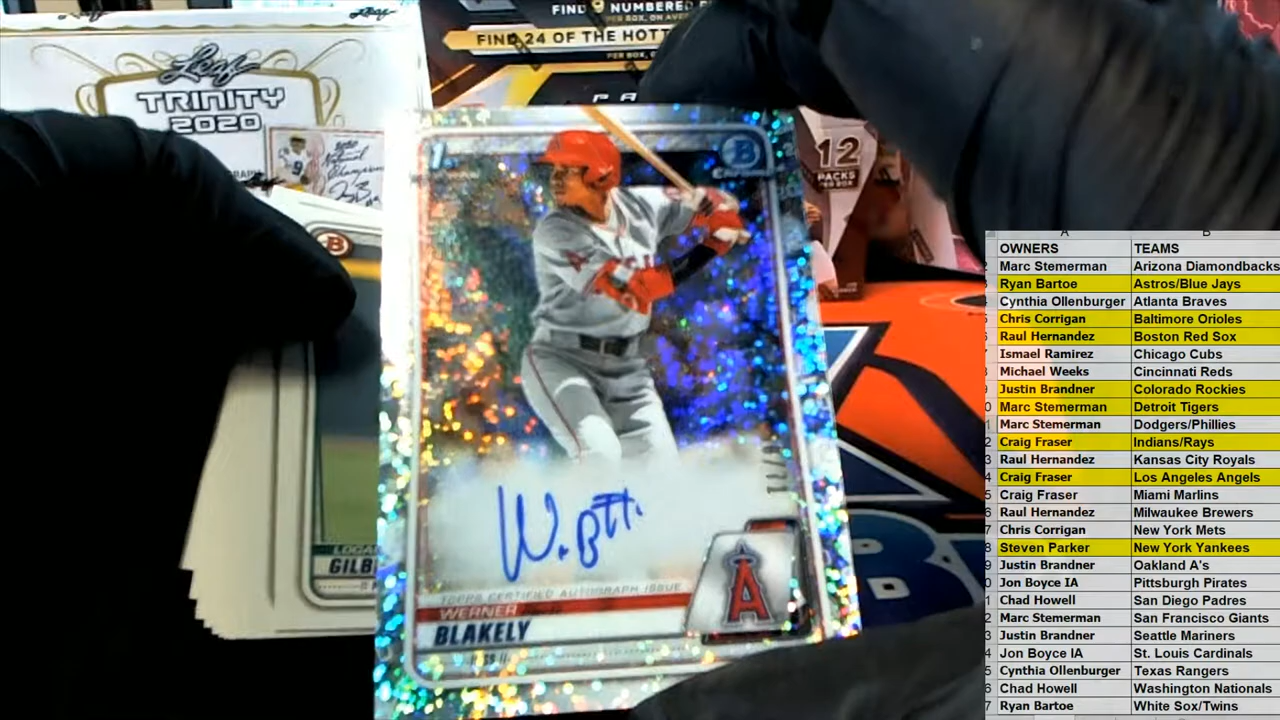 FIND 9 NUMBERED
PER BOX, ON
FIND 24 OF THE HOTT
PER BOX,
Leaf
Leaf
TRINITY
2020
12
PACKS
PER BOX
B
1
B
LOGAN
GILB
W. B
TOPPS CERTIFIED AUTOGRAPH ISSUE
WERNER
BLAKELY
A
A B
OWNERS TEAMS
Marc Stemerman Arizona Diamondbacks
Ryan Bartoe Astros/Blue Jays
Cynthia Ollenburger Atlanta Braves
Chris Corrigan Baltimore Orioles
Raul Hernandez Boston Red Sox
Ismael Ramirez Chicago Cubs
Michael Weeks Cincinnati Reds
Justin Brandner Colorado Rockies
Marc Stemerman Detroit Tigers
Marc Stemerman Dodgers/Phillies
Craig Fraser Indians/Rays
Raul Hernandez Kansas City Royals
Craig Fraser Los Angeles Angels
Craig Fraser Miami Marlins
Raul Hernandez Milwaukee Brewers
Chris Corrigan New York Mets
Steven Parker New York Yankees
Justin Brandner Oakland A's
Jon Boyce IA Pittsburgh Pirates
Chad Howell San Diego Padres
Marc Stemerman San Francisco Giants
Justin Brandner Seattle Mariners
Jon Boyce IA St. Louis Cardinals
Cynthia Ollenburger Texas Rangers
Chad Howell Washington Nationals
Ryan Bartoe White Sox/Twins